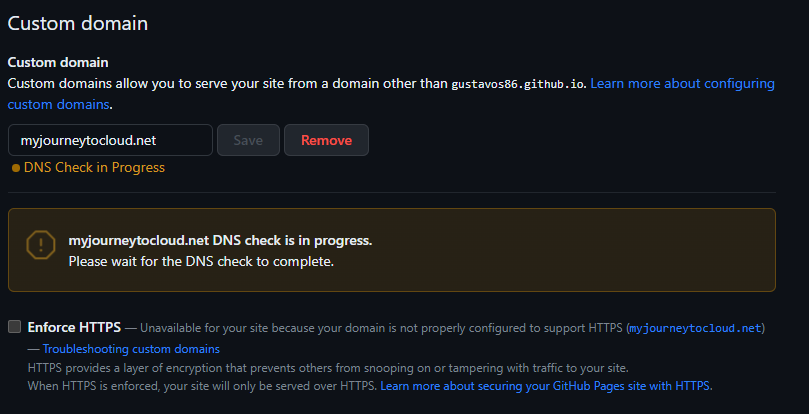 Custom domain
Custom domain
Custom domains allow you to serve your site from a domain other than gustavos86.github.io. Learn more about configuring
custom domains.
myjourneytocloud.net Save Remove
DNS Check in Progress
myjourneytocloud.net DNS check is in progress.
Please wait for the DNS check to complete.
Enforce HTTPS — Unavailable for your site because your domain is not properly configured to support HTTPS (myjourneytocloud.net)
— Troubleshooting custom domains
HTTPS provides a layer of encryption that prevents others from snooping on or tampering with traffic to your site.
When HTTPS is enforced, your site will only be served over HTTPS. Learn more about securing your GitHub Pages site with HTTPS.